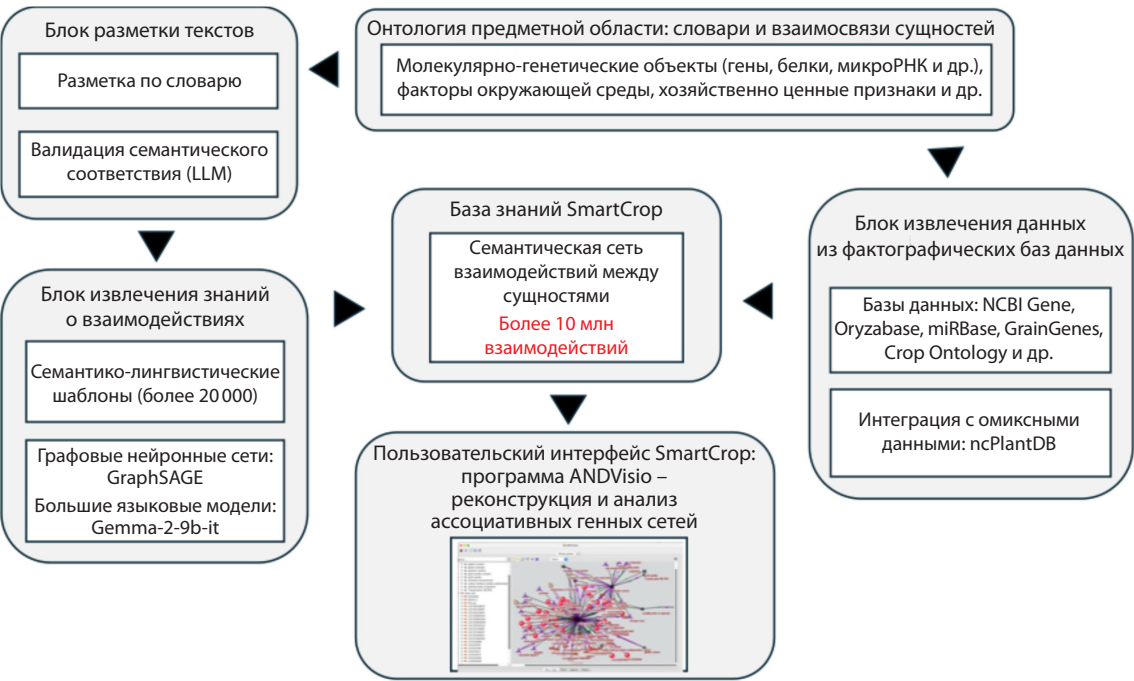 Блок разметки текстов
Разметка по словарю
Валидация семантического
соответствия (LLM)
Онтология предметной области: словари и взаимосвязи сущностей
Молекулярно-генетические объекты (гены, белки, микроРНК и др.),
факторы окружающей среды, хозяйственно ценные признаки и др.
Блок извлечения знаний
о взаимодействиях
Семантико-лингвистические
шаблоны (более 20 000)
Графовые нейронные сети:
GraphSAGE
Большие языковые модели:
Gemma-2-9b-it
База знаний SmartCrop
Семантическая сеть
взаимодействий между
сущностями
Более 10 млн
взаимодействий
Блок извлечения данных
из фактографических баз данных
Базы данных: NCBI Gene,
Oryzabase, miRBase, GrainGenes,
Crop Ontology и др.
Интеграция с омиксными
данными: ncPlantDB
Пользовательский интерфейс SmartCrop:
программа ANDVisio –
реконструкция и анализ
ассоциативных генных сетей